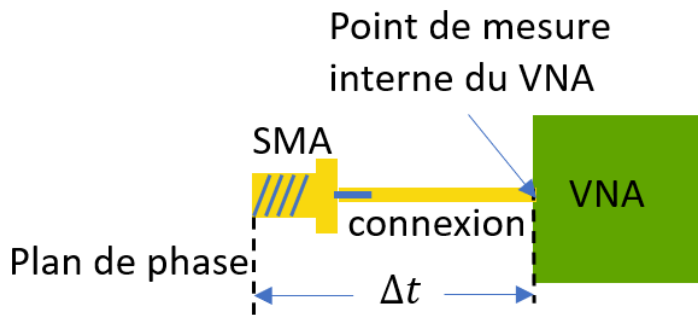 Point de mesure
interne du VNA
SMA
VNA
connexion
Plan de phase
Δt